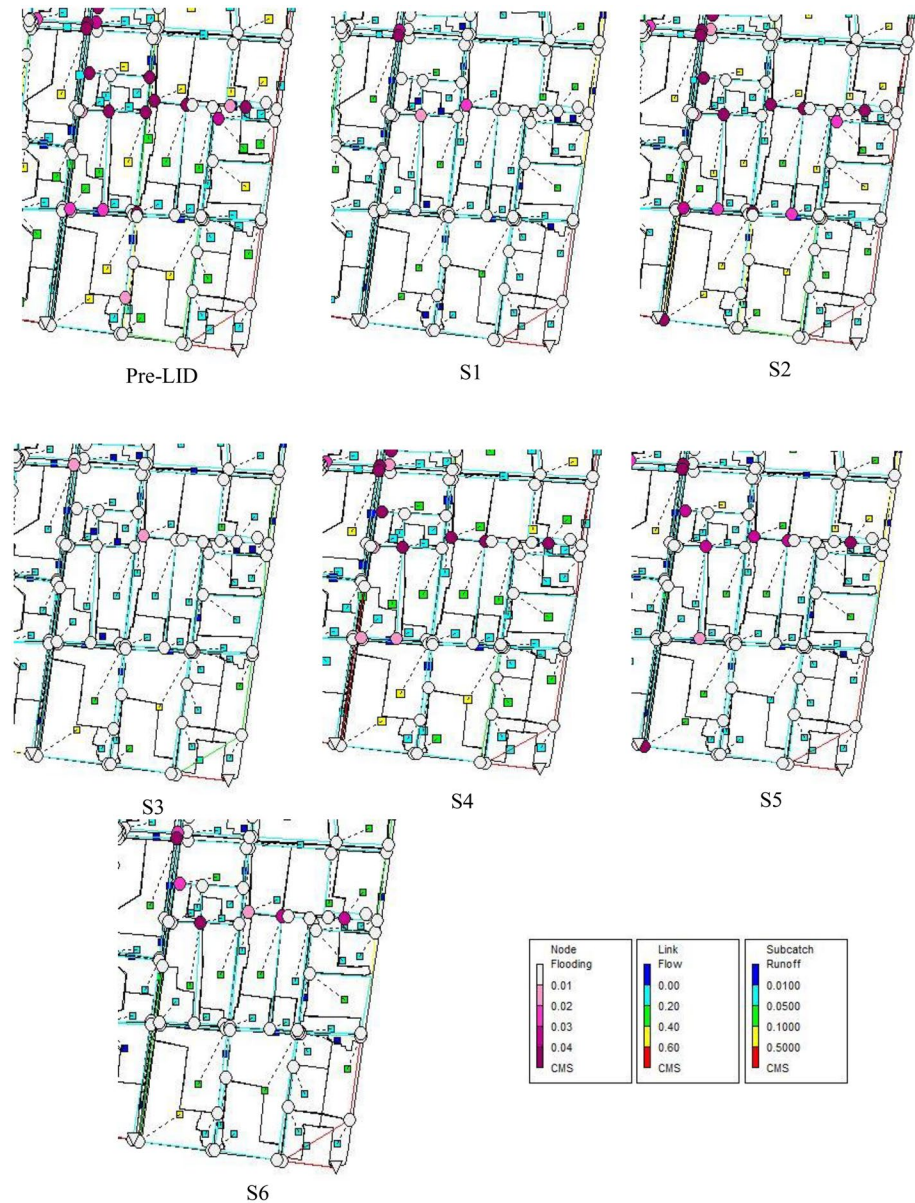 Pre-LID
S1
S2
S3
S4
S5
S6
Node
Flooding
0.01
0.02
0.03
0.04
CMS
Link
Flow
0.00
0.20
0.40
0.60
CMS
Subcatch
Runoff
0.0100
0.0500
0.1000
0.5000
CMS